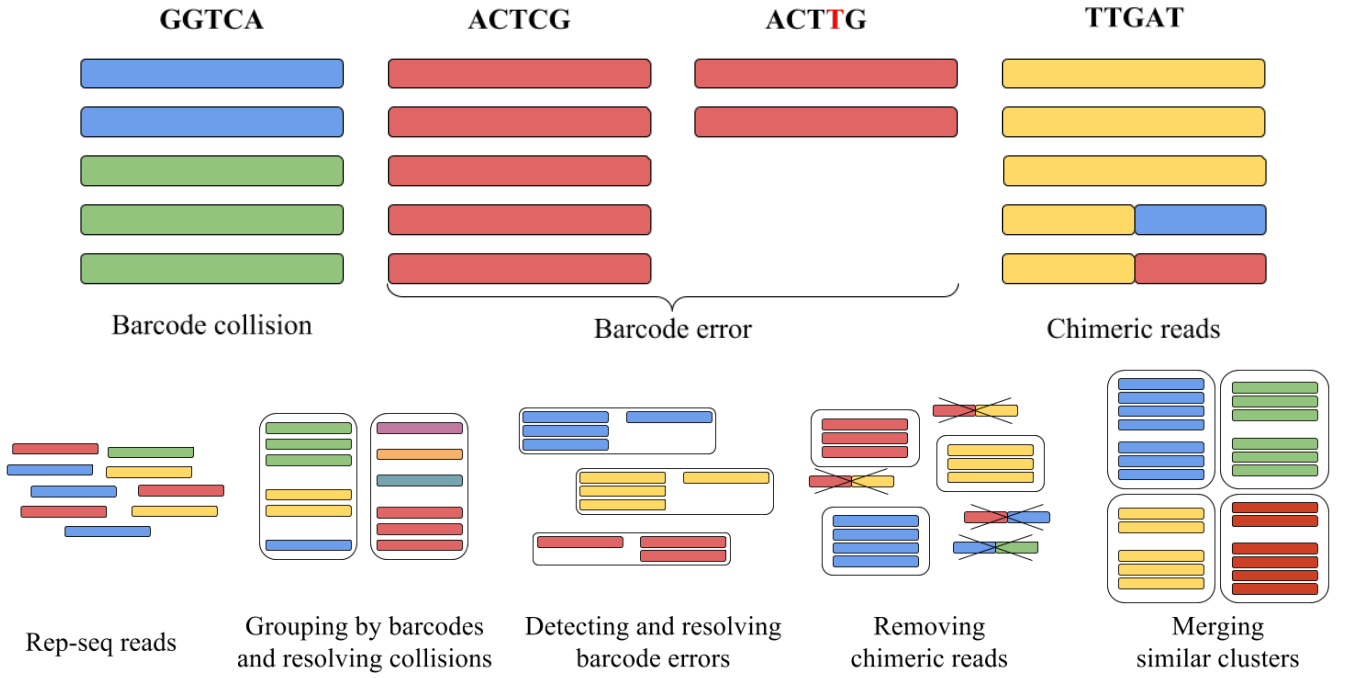 GGTCA
ACTCG
ACTTG
TTGAT
Barcode collision
Barcode error
Chimeric reads
Rep-seq reads
Grouping by barcodes
and resolving collisions
Detecting and resolving
barcode errors
Removing
chimeric reads
Merging
similar clusters